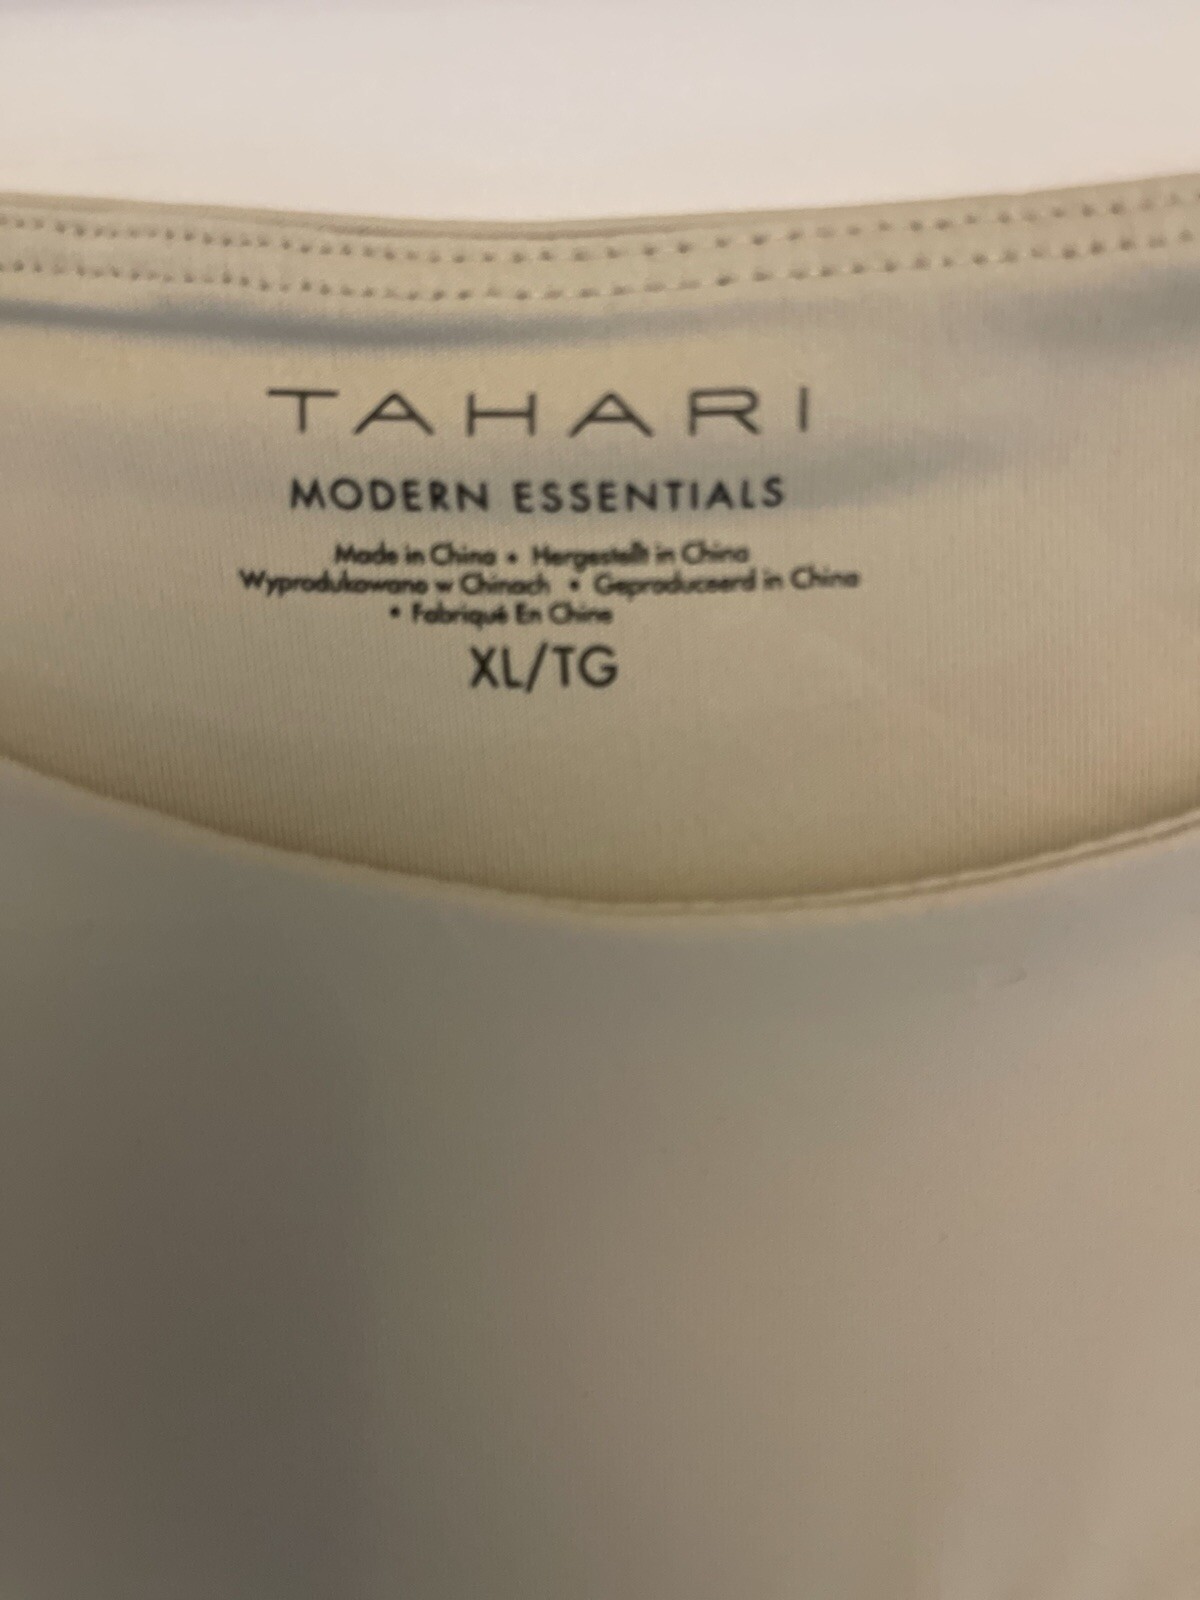 TAHARI
MODERN ESSENTIALS
Made in China • Hergestellt in China
Wyprodukowano w Chinach • Geproduceerd in China
• Fabriqué En Chine
XL/TG